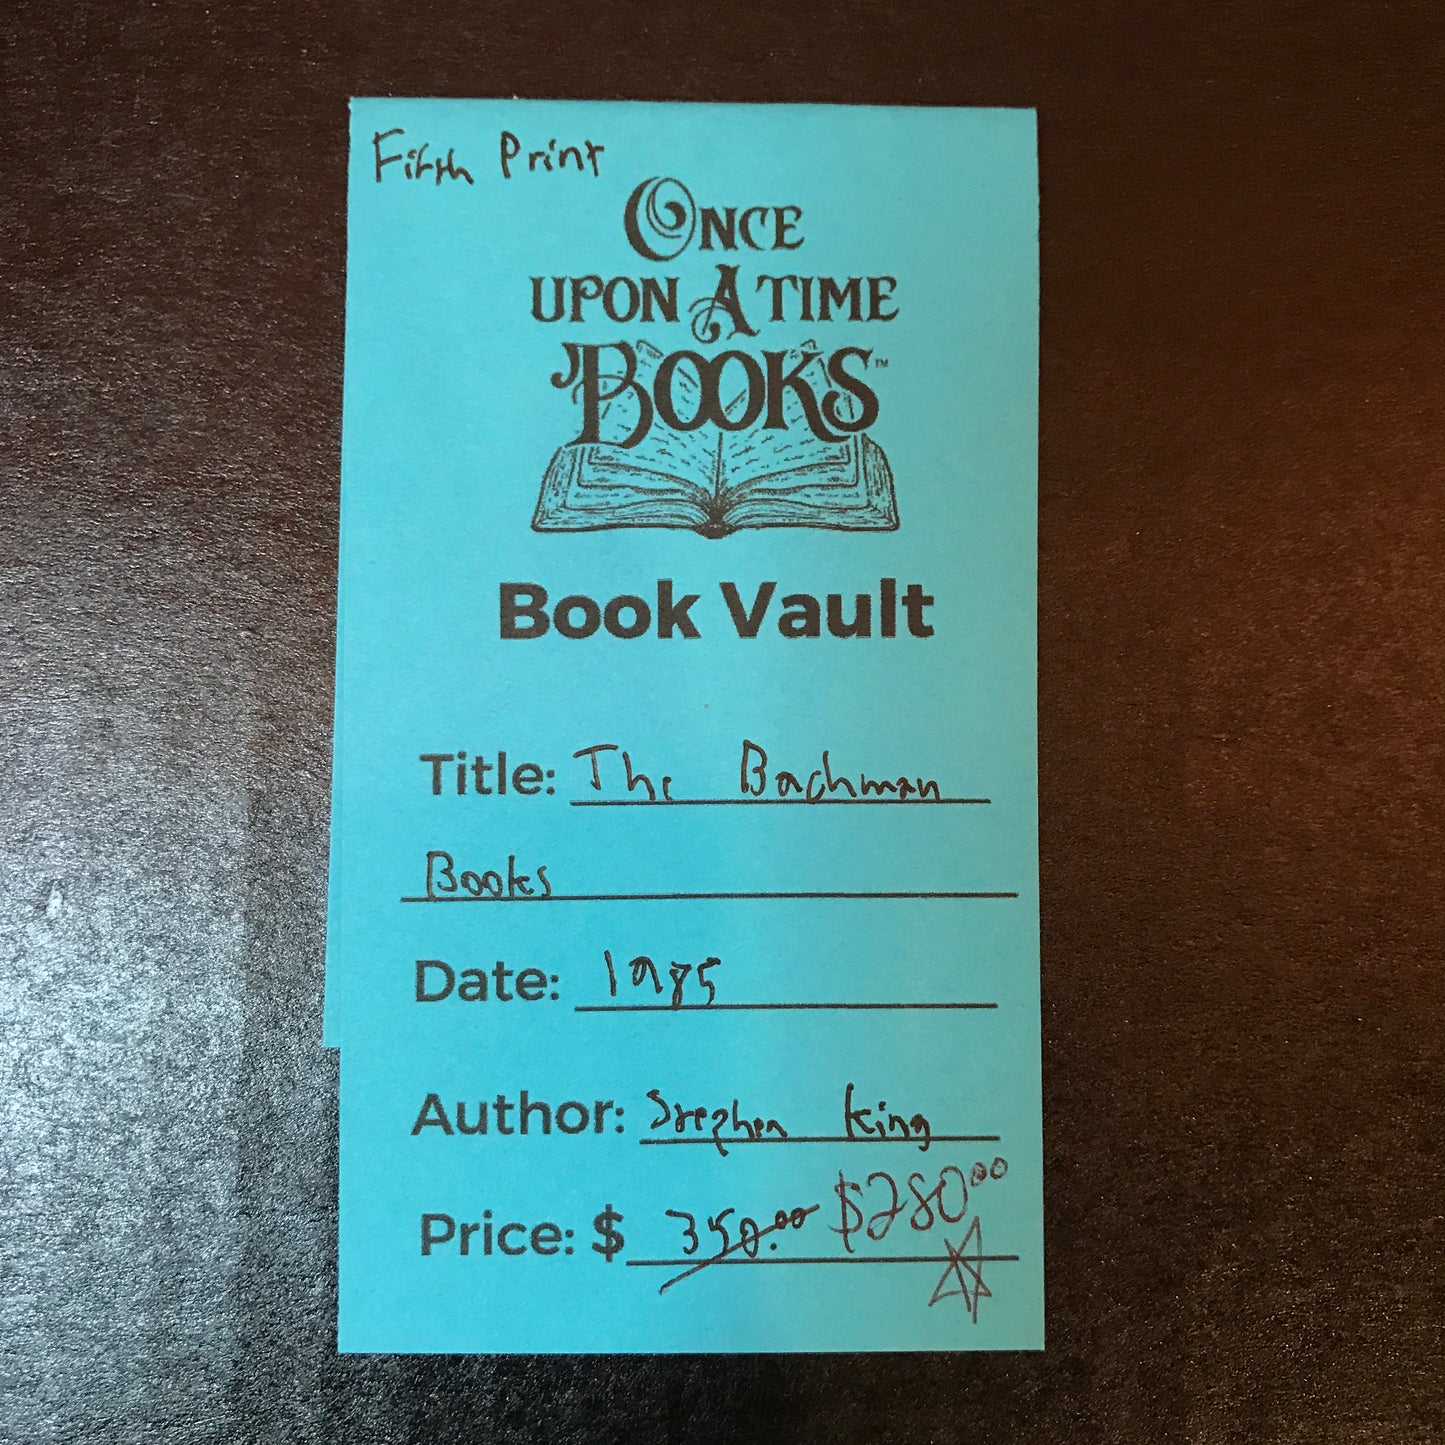 Fifth Print
ONCE
UPON A TIME
BOOKS™
Book Vault
Title: The Bachman
Books
Date: 1985
Author: Stephen King
Price: $ 350.00 $280.00